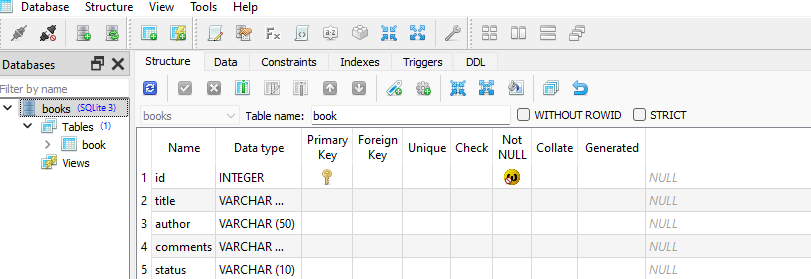 Database Structure View Tools Help
Databases
Structure Data Constraints Indexes Triggers DDL
Filter by name
books (SQLite 3)
Tables (1)
book
Views
books Table name: book WITHOUT ROWID STRICT
Name Data type Primary Key Foreign Key Unique Check Not NULL Collate Generated
1 id INTEGER NULL
2 title VARCHAR ... NULL
3 author VARCHAR (50) NULL
4 comments VARCHAR ... NULL
5 status VARCHAR (10) NULL